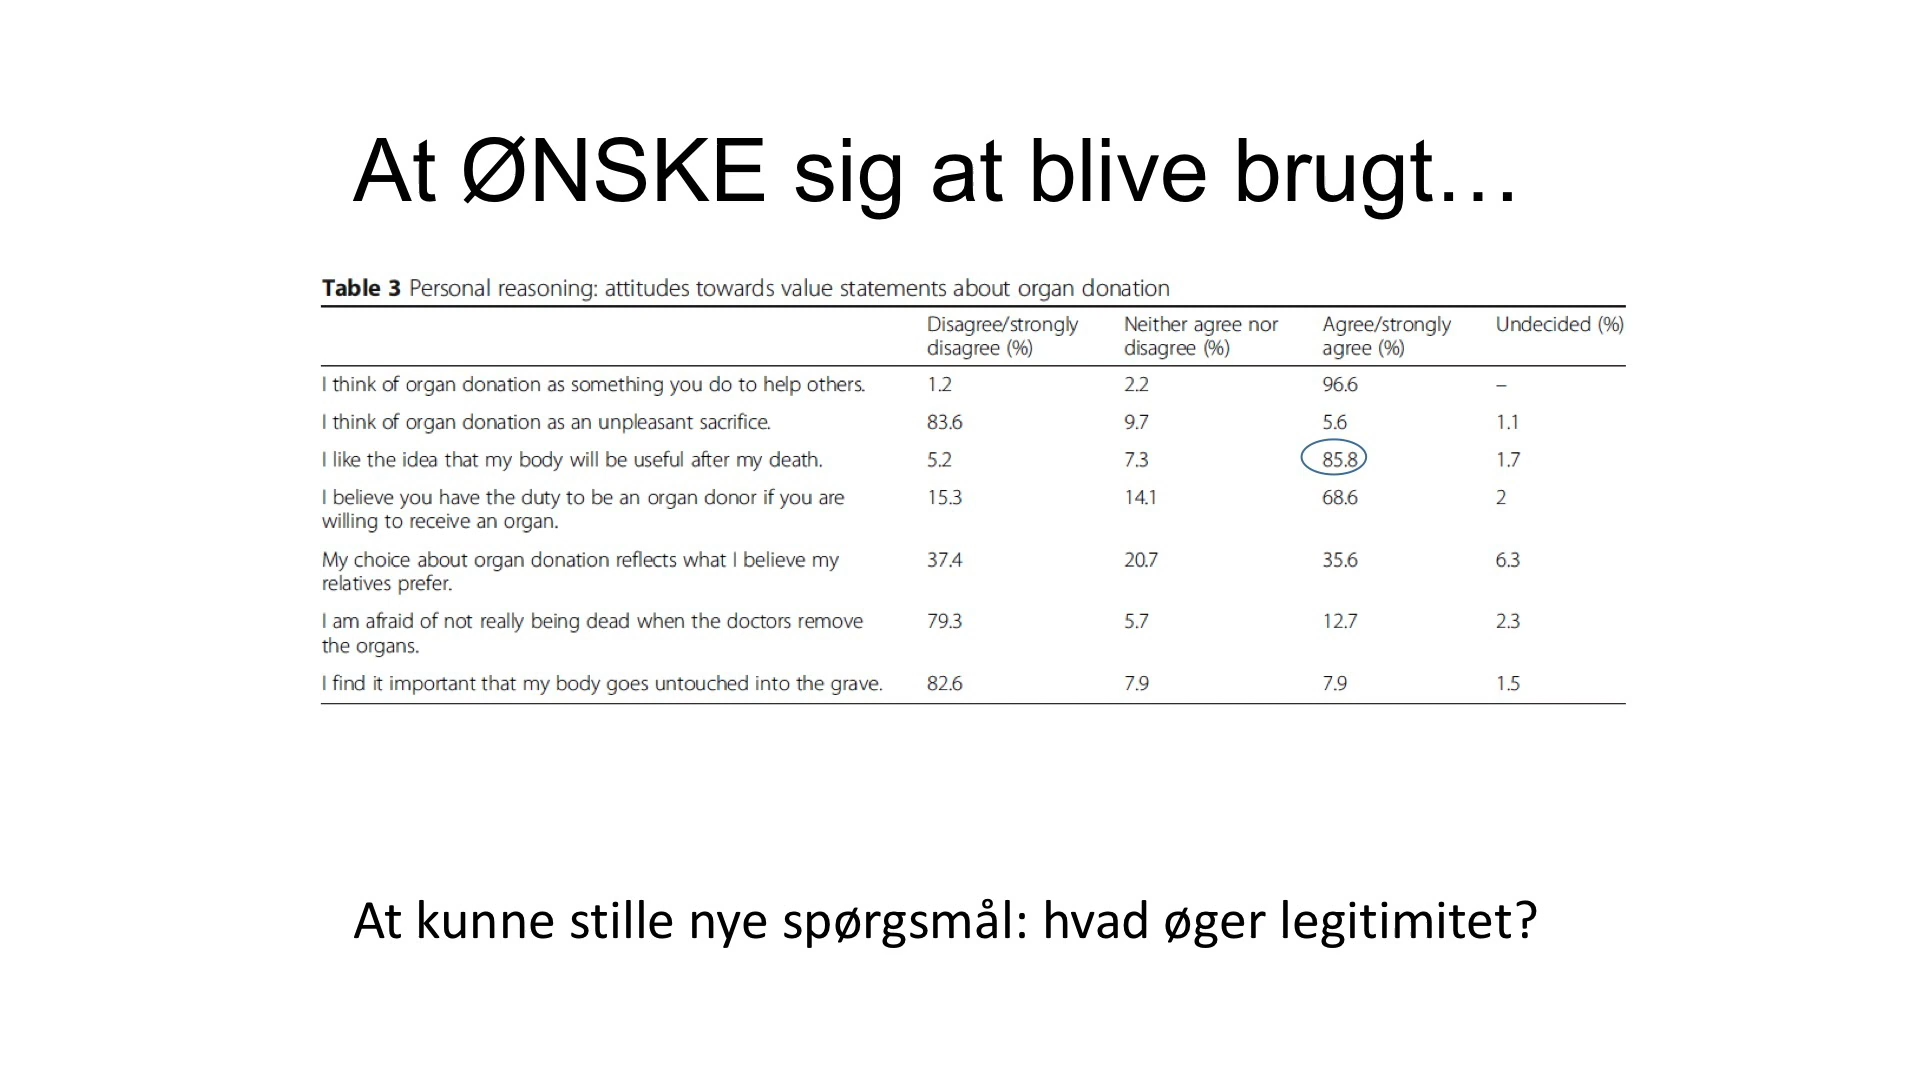 At ØNSKE sig at blive brugt…
Table 3 Personal reasoning: attitudes towards value statements about organ donation
Disagree/strongly disagree (%) Neither agree nor disagree (%) Agree/strongly agree (%) Undecided (%)
I think of organ donation as something you do to help others. 1.2 2.2 96.6 –
I think of organ donation as an unpleasant sacrifice. 83.6 9.7 5.6 1.1
I like the idea that my body will be useful after my death. 5.2 7.3 85.8 1.7
I believe you have the duty to be an organ donor if you are 15.3 14.1 68.6 2
willing to receive an organ.
My choice about organ donation reflects what I believe my 37.4 20.7 35.6 6.3
relatives prefer.
I am afraid of not really being dead when the doctors remove 79.3 5.7 12.7 2.3
the organs.
I find it important that my body goes untouched into the grave. 82.6 7.9 7.9 1.5
At kunne stille nye spørgsmål: hvad øger legitimitet?